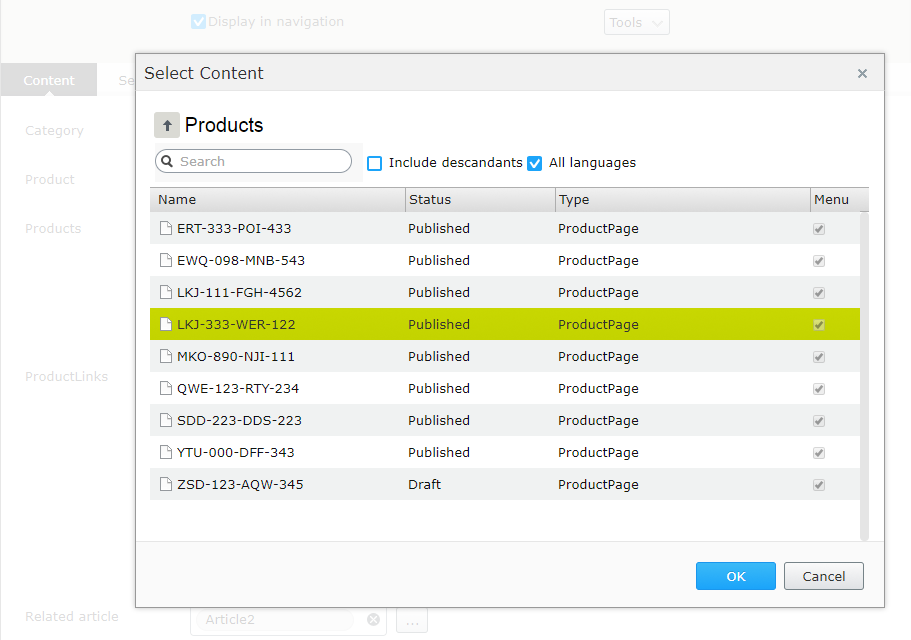 Display in navigation
Tools
Content
Se
Select Content
Category
Product
Products
ProductLinks
Related article
Products
Search
Include descandants
All languages
Name Status Type Menu
ERT-333-POI-433 Published ProductPage
EWQ-098-MNB-543 Published ProductPage
LKJ-111-FGH-4562 Published ProductPage
LKJ-333-WER-122 Published ProductPage
MKO-890-NJI-111 Published ProductPage
QWE-123-RTY-234 Published ProductPage
SDD-223-DDS-223 Published ProductPage
YTU-000-DFF-343 Published ProductPage
ZSD-123-AQW-345 Draft ProductPage
OK
Cancel
Article2
...